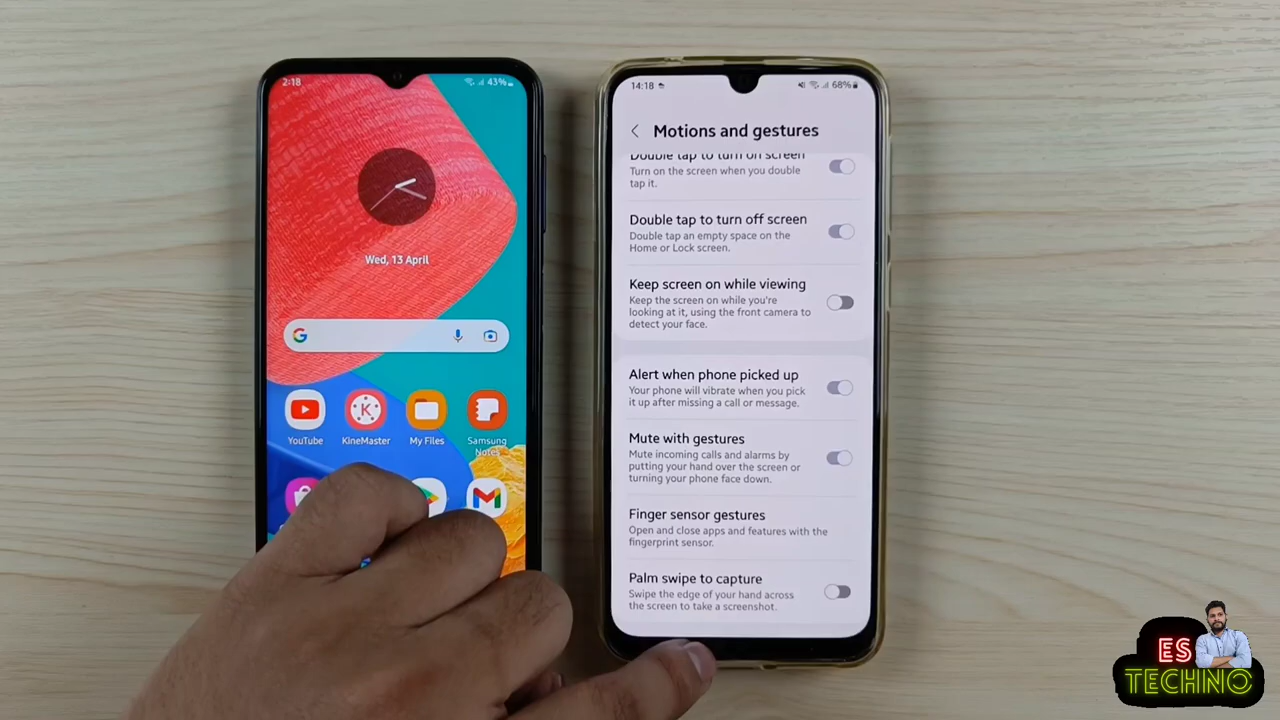 2:18
43%
Wed, 13 April
YouTube
KineMaster
My Files
Samsung
Notes
14:18
68%
Motions and gestures
Double tap to turn on screen
Turn on the screen when you double
tap it.
Double tap to turn off screen
Double tap an empty space on the
Home or Lock screen.
Keep screen on while viewing
Keep the screen on while you're
looking at it, using the front camera to
detect your face.
Alert when phone picked up
Your phone will vibrate when you pick
it up after missing a call or message.
Mute with gestures
Mute incoming calls and alarms by
putting your hand over the screen or
turning your phone face down.
Finger sensor gestures
Open and close apps and features with the
fingerprint sensor.
Palm swipe to capture
Swipe the edge of your hand across
the screen to take a screenshot.
ES
TECHNO